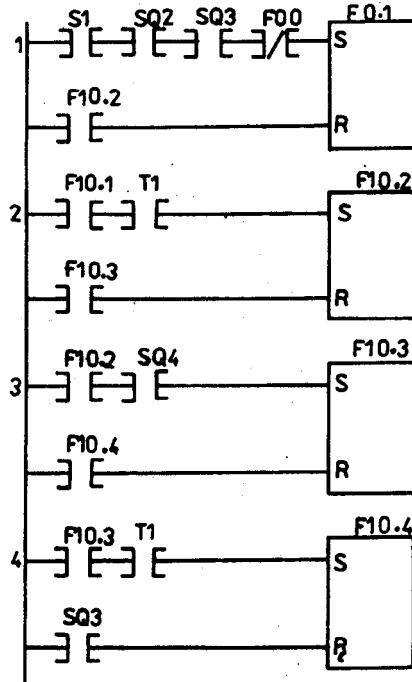 S1 SQ2 SQ3 F00 F0.1
1 S
F10.2
R
F10.1 T1 F10.2
2 S
F10.3
R
F10.2 SQ4 F10.3
3 S
F10.4
R
F10.3 T1 F10.4
4 S
SQ3
R